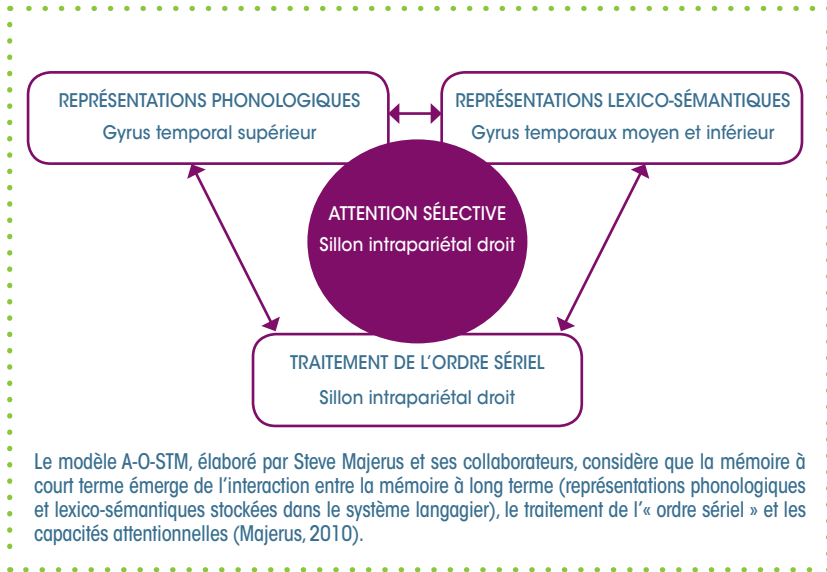 REPRÉSENTATIONS PHONOLOGIQUES
Gyrus temporal supérieur
REPRÉSENTATIONS LEXICO-SÉMANTIQUES
Gyrus temporaux moyen et inférieur
ATTENTION SÉLECTIVE
Sillon intrapariétal droit
TRAITEMENT DE L'ORDRE SÉRIEL
Sillon intrapariétal droit
Le modèle A-O-STM, élaboré par Steve Majerus et ses collaborateurs, considère que la mémoire à
court terme émerge de l'interaction entre la mémoire à long terme (représentations phonologiques
et lexico-sémantiques stockées dans le système langagier), le traitement de l'« ordre sériel » et les
capacités attentionnelles (Majerus, 2010).